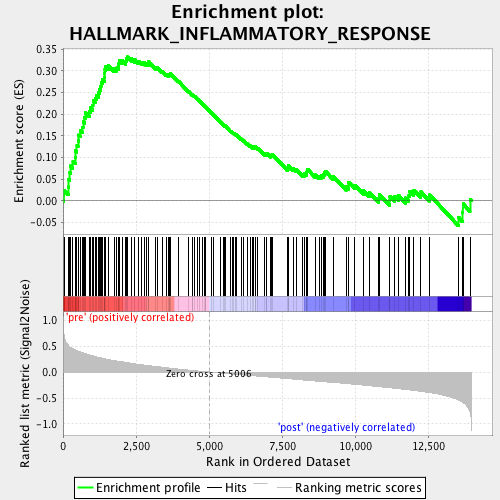 Enrichment plot:
HALLMARK_INFLAMMATORY_RESPONSE
Enrichment score (ES)
0.35
0.30
0.25
0.20
0.15
0.10
0.05
0.00
-0.05
Ranked list metric (Signal2Noise)
1.0
0.5
0.0
-0.5
-1.0
'pre' (positively correlated)
Zero cross at 5006
'post' (negatively correlated)
0
2,500
5,000
7,500
10,000
12,500
Rank in Ordered Dataset
Enrichment profile
Hits
Ranking metric scores